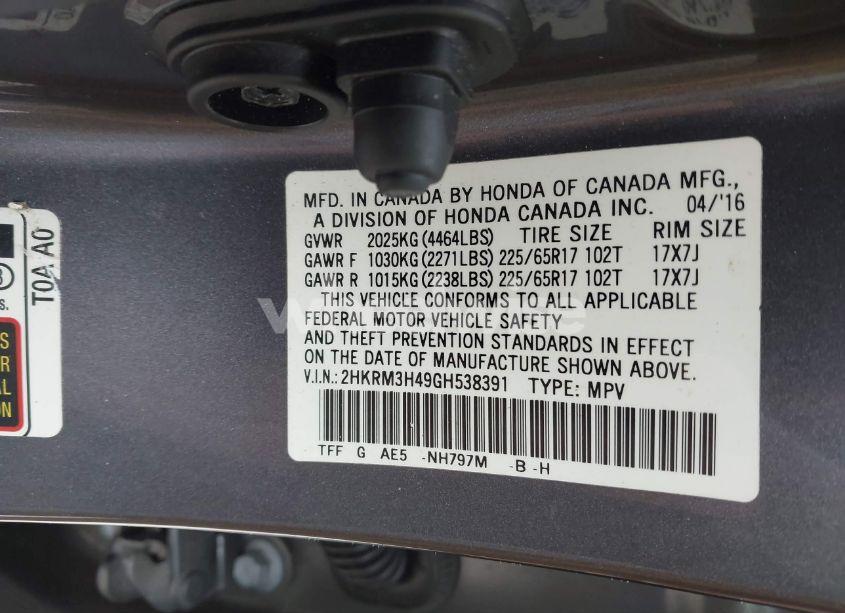 MFD. IN CANADA BY HONDA OF CANADA MFG.,
A DIVISION OF HONDA CANADA INC. 04/'16
GVWR 2025KG (4464LBS) TIRE SIZE RIM SIZE
GAWR F 1030KG (2271LBS) 225/65R17 102T 17X7J
GAWR R 1015KG (2238LBS) 225/65R17 102T 17X7J
THIS VEHICLE CONFORMS TO ALL APPLICABLE
FEDERAL MOTOR VEHICLE SAFETY
AND THEFT PREVENTION STANDARDS IN EFFECT
ON THE DATE OF MANUFACTURE SHOWN ABOVE.
V.I.N.: 2HKRM3H49GH538391 TYPE: MPV
TFF G AE5 -NH797M -B -H
T0A A0